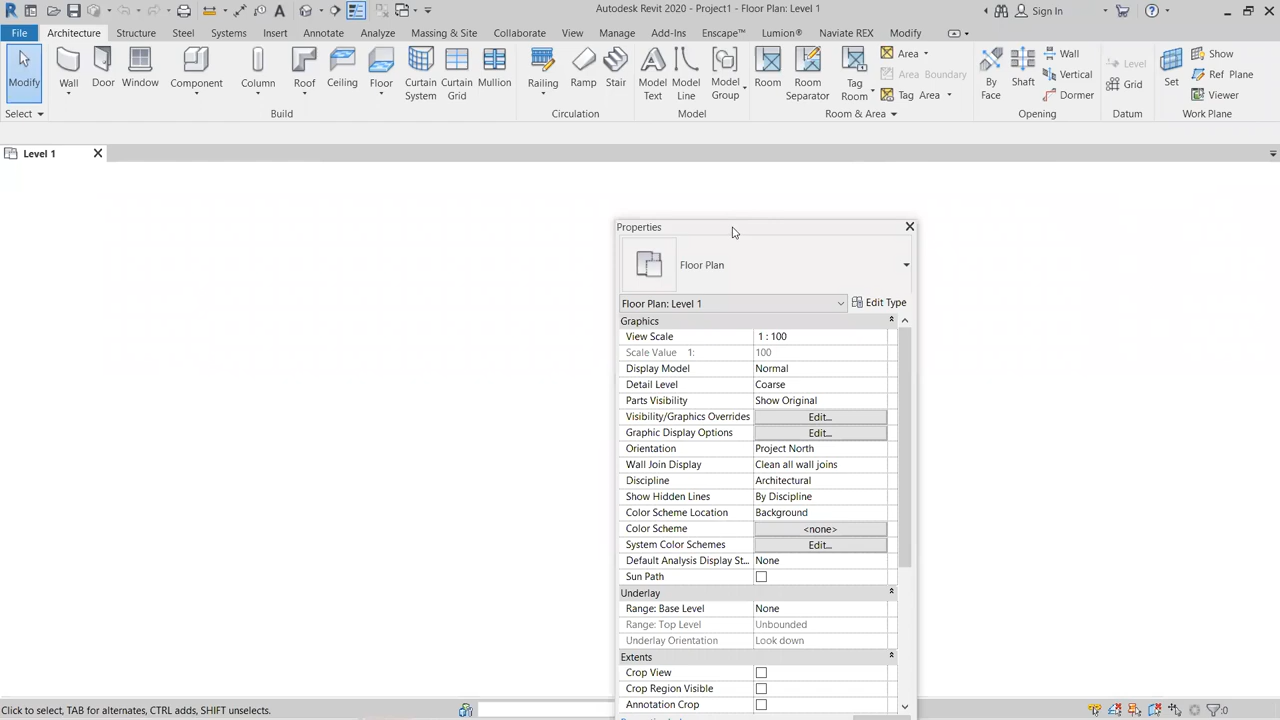 Autodesk Revit 2020 - Project1 - Floor Plan: Level 1
Sign In
File Architecture Structure Steel Systems Insert Annotate Analyze Massing & Site Collaborate View Manage Add-Ins Enscape™ Lumion® Naviate REX Modify
Modify Wall Door Window Component Column Roof Ceiling Floor Curtain System Curtain Grid Mullion Railing Ramp Stair Model Text Model Line Model Group Room Room Separator Tag Room Area Area Boundary Tag Area By Face Shaft Wall Vertical Dormer Level Grid Set Show Ref Plane Viewer
Select Build Circulation Model Room & Area Opening Datum Work Plane
Level 1
Properties
Floor Plan
Floor Plan: Level 1 Edit Type
Graphics
View Scale 1 : 100
Scale Value 1: 100
Display Model Normal
Detail Level Coarse
Parts Visibility Show Original
Visibility/Graphics Overrides Edit...
Graphic Display Options Edit...
Orientation Project North
Wall Join Display Clean all wall joins
Discipline Architectural
Show Hidden Lines By Discipline
Color Scheme Location Background
Color Scheme <none>
System Color Schemes Edit...
Default Analysis Display St... None
Sun Path
Underlay
Range: Base Level None
Range: Top Level Unbounded
Underlay Orientation Look down
Extents
Crop View
Crop Region Visible
Annotation Crop
Click to select, TAB for alternates, CTRL adds, SHIFT unselects. :0